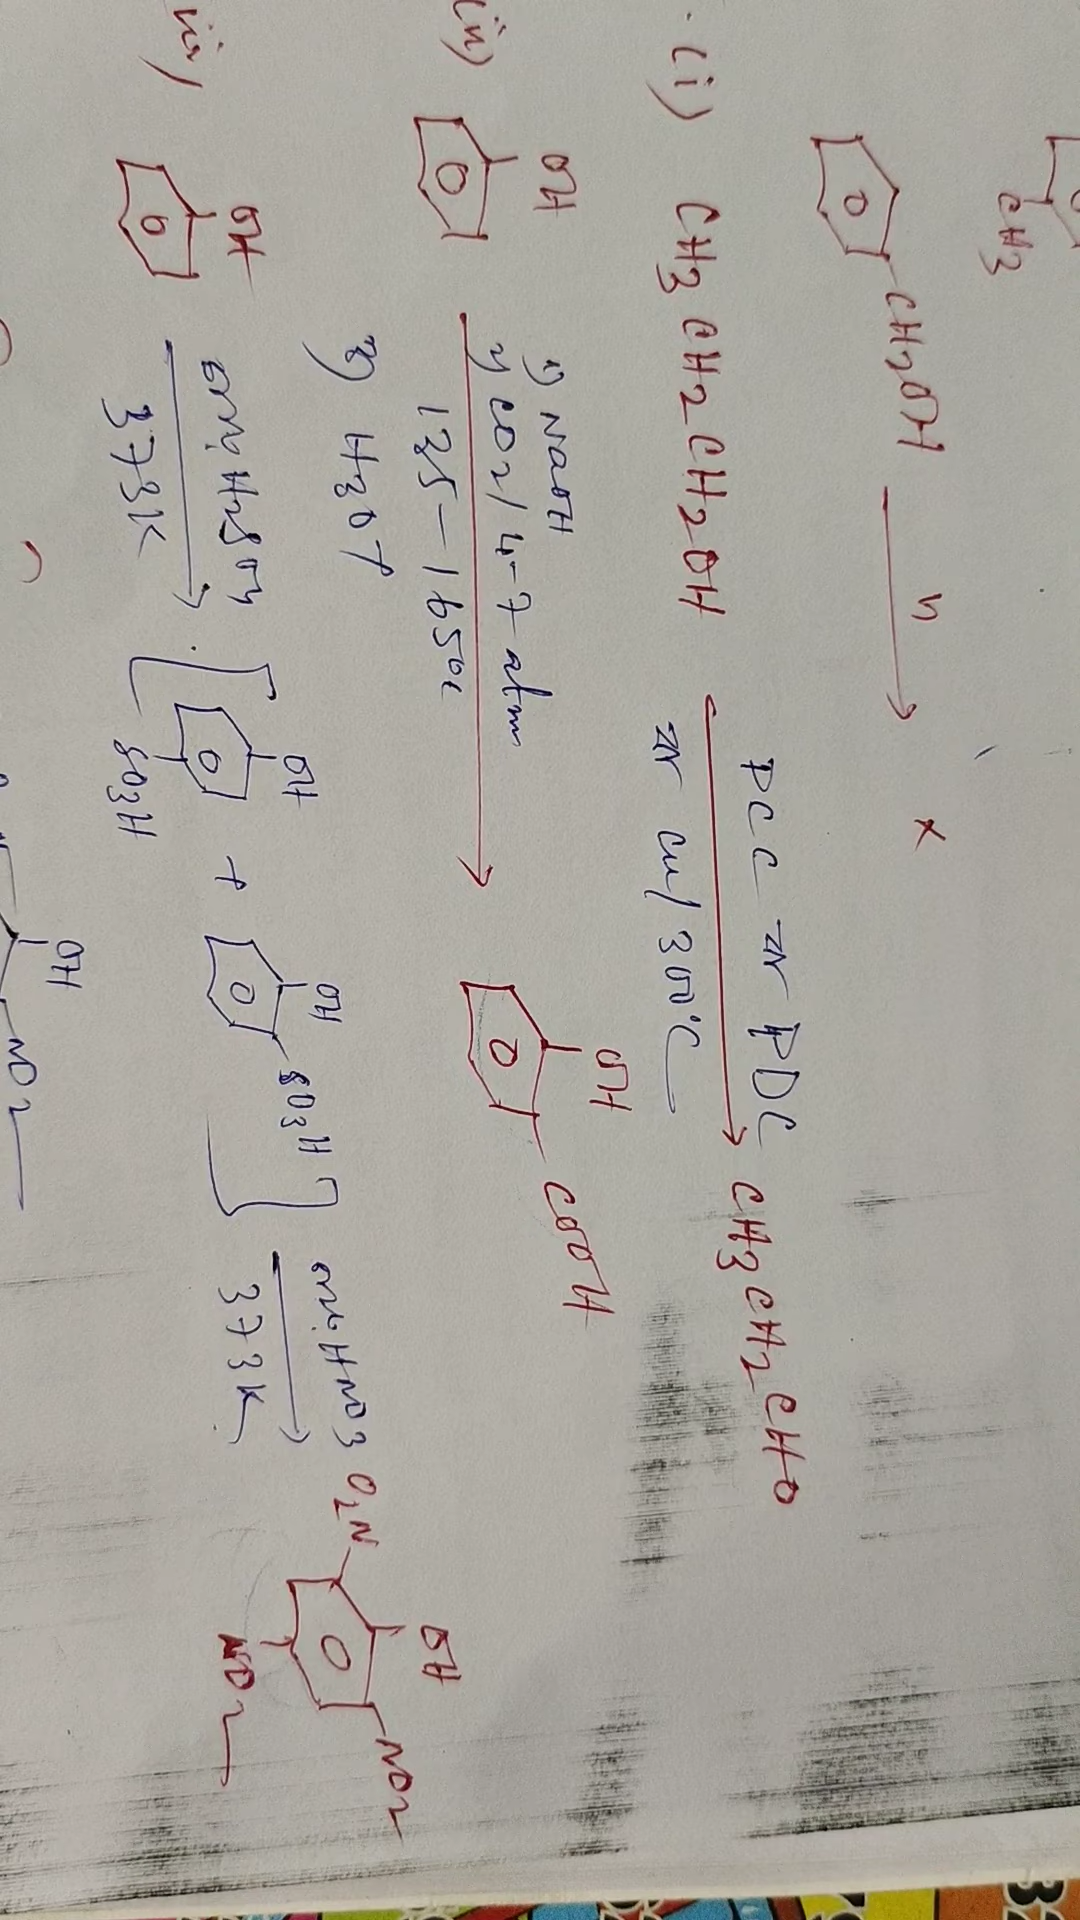 CH3
CH2OH → x
(i) CH3CH2CH2OH PCC or PDC CH3CH2CHO
or Cu/300°C
(ii) OH 1) NaOH OH
2) CO2/4-7 atm COOH
125-165°C
3) H3O+
iii) OH conc. H2SO4 OH + OH SO3H conc. HNO3 O2N OH NO2
373K SO3H 373K NO2
OH
NO2